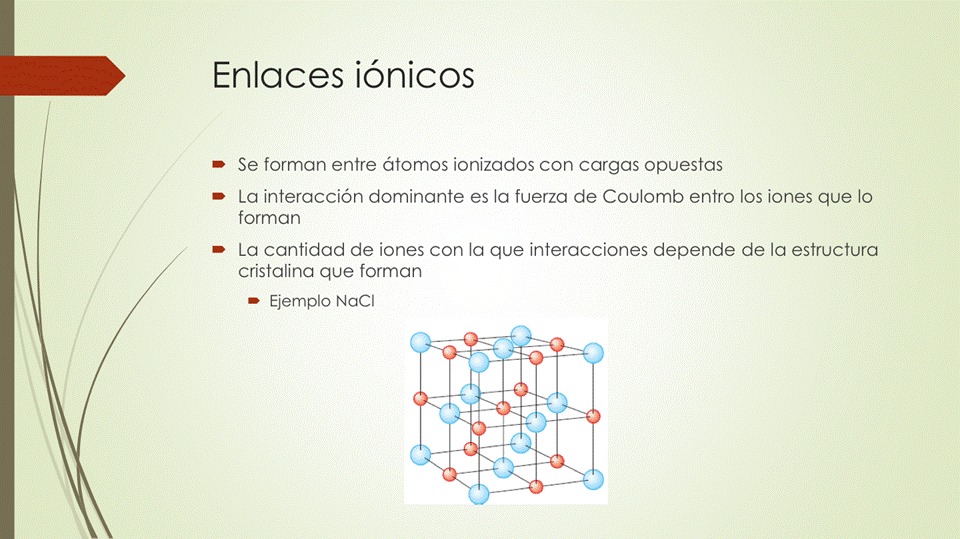 Enlaces iónicos
Se forman entre átomos ionizados con cargas opuestas
La interacción dominante es la fuerza de Coulomb entro los iones que lo
forman
La cantidad de iones con la que interacciones depende de la estructura
cristalina que forman
Ejemplo NaCl